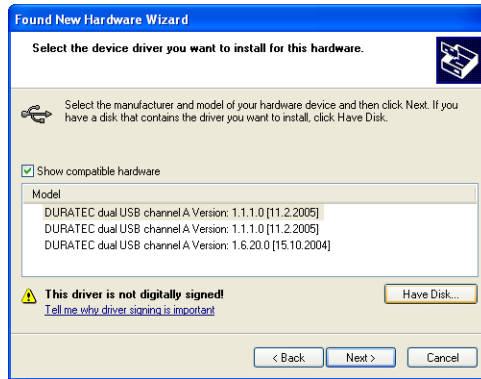 Found New Hardware Wizard
Select the device driver you want to install for this hardware.
Select the manufacturer and model of your hardware device and then click Next. If you
have a disk that contains the driver you want to install, click Have Disk.
Show compatible hardware
Model
DURATEC dual USB channel A Version: 1.1.1.0 [11.2.2005]
DURATEC dual USB channel A Version: 1.1.1.0 [11.2.2005]
DURATEC dual USB channel A Version: 1.6.20.0 [15.10.2004]
This driver is not digitally signed!
Have Disk...
Tell me why driver signing is important
< Back
Next >
Cancel